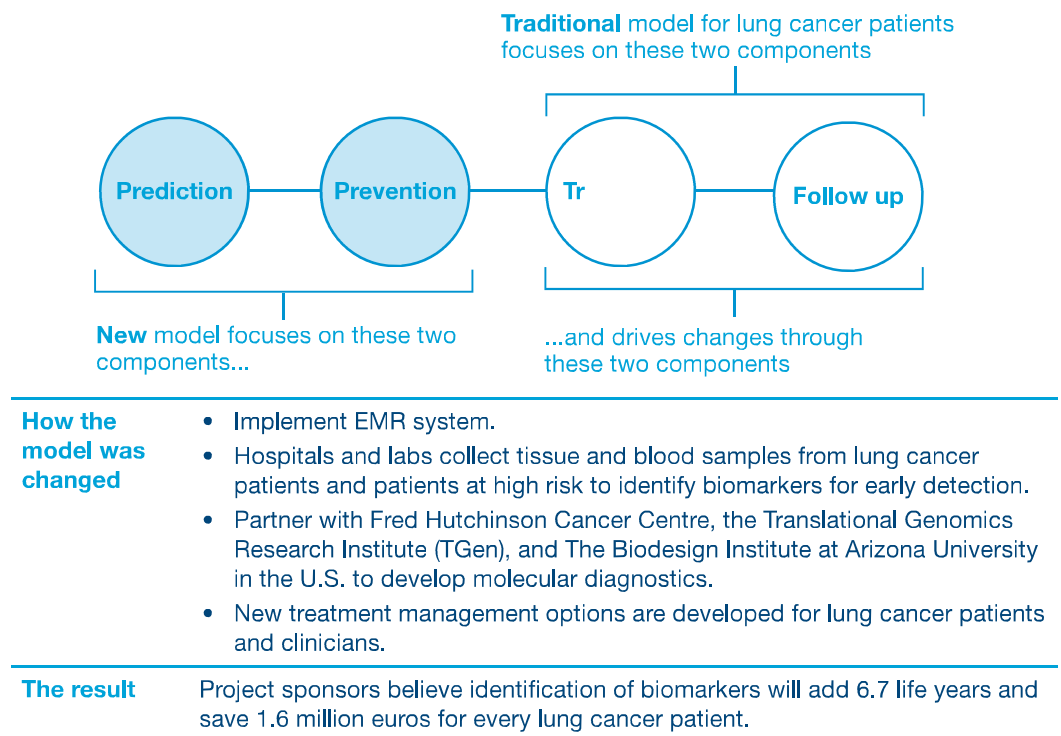 Traditional model for lung cancer patients
focuses on these two components
Prediction
Prevention
Tr
Follow up
New model focuses on these two
components...
...and drives changes through
these two components
How the
model was
changed
• Implement EMR system.
• Hospitals and labs collect tissue and blood samples from lung cancer
patients and patients at high risk to identify biomarkers for early detection.
• Partner with Fred Hutchinson Cancer Centre, the Translational Genomics
Research Institute (TGen), and The Biodesign Institute at Arizona University
in the U.S. to develop molecular diagnostics.
• New treatment management options are developed for lung cancer patients
and clinicians.
The result
Project sponsors believe identification of biomarkers will add 6.7 life years and
save 1.6 million euros for every lung cancer patient.